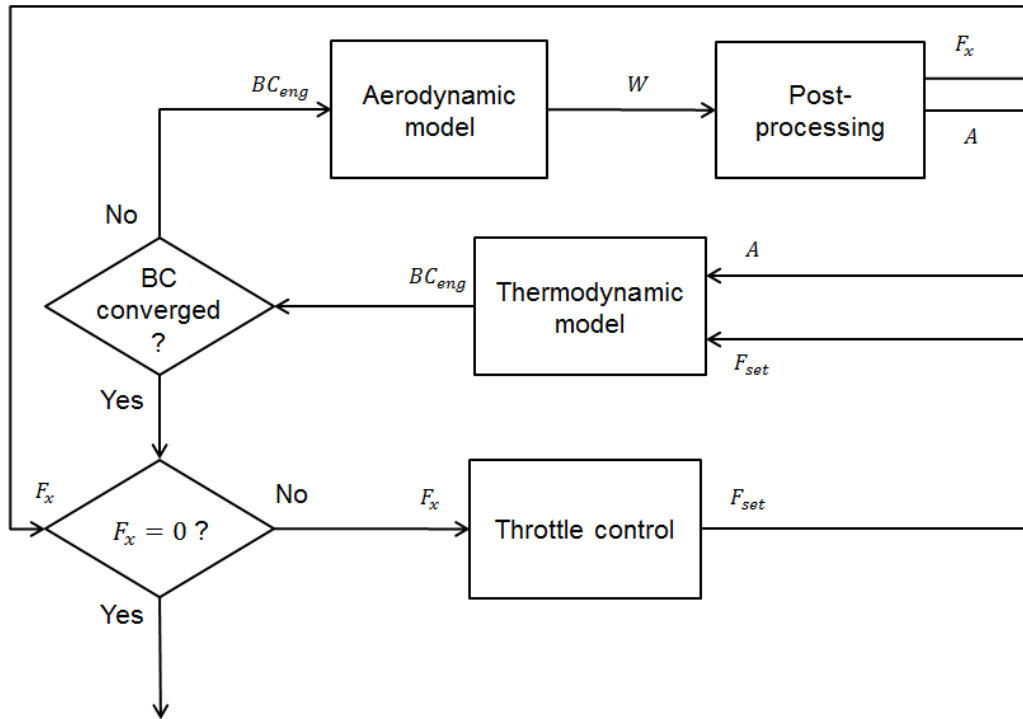 F_x
BC_eng
Aerodynamic
model
W
Post-
processing
A
No
BC
converged
?
BC_eng
Thermodynamic
model
A
F_set
Yes
F_x
F_x = 0 ?
No
F_x
Throttle control
F_set
Yes